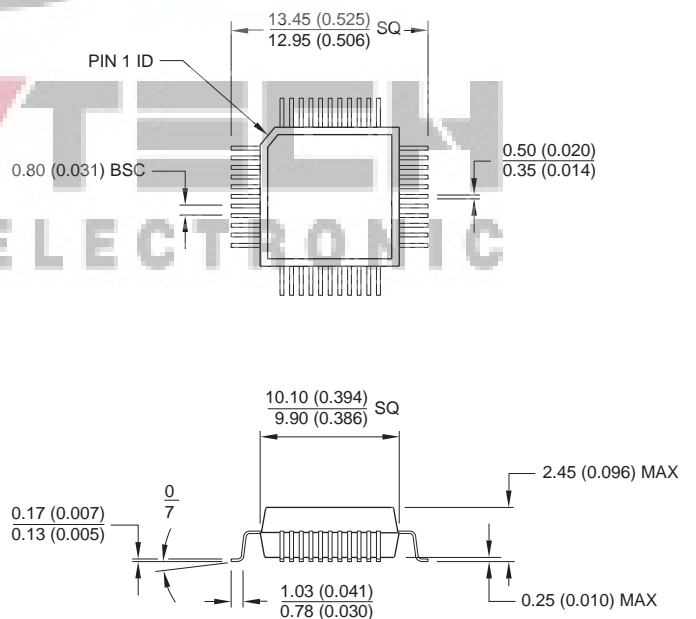 13.45 (0.525)
12.95 (0.506)
SQ
PIN 1 ID
0.80 (0.031) BSC
0.50 (0.020)
0.35 (0.014)
TECH
ELECTRONIC
10.10 (0.394)
9.90 (0.386)
SQ
2.45 (0.096) MAX
0
7
0.17 (0.007)
0.13 (0.005)
1.03 (0.041)
0.78 (0.030)
0.25 (0.010) MAX